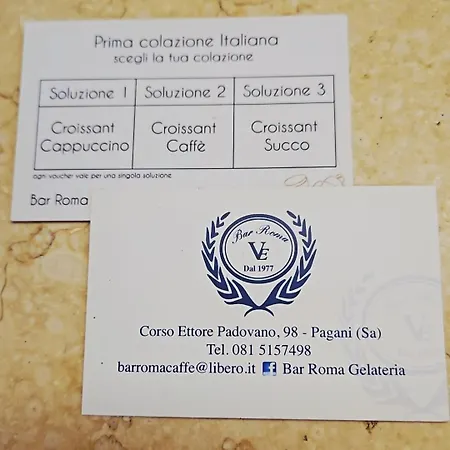 Prima colazione Italiana
scegli la tua colazione
Soluzione 1 Soluzione 2 Soluzione 3
Croissant Croissant Croissant
Cappuccino Caffè Succo
ogni voucher vale per una singola soluzione
Bar Roma
Bar Roma
VE
Dal 1977
Corso Ettore Padovano, 98 - Pagani (Sa)
Tel. 081 5157498
barromacaffe@libero.it f Bar Roma Gelateria